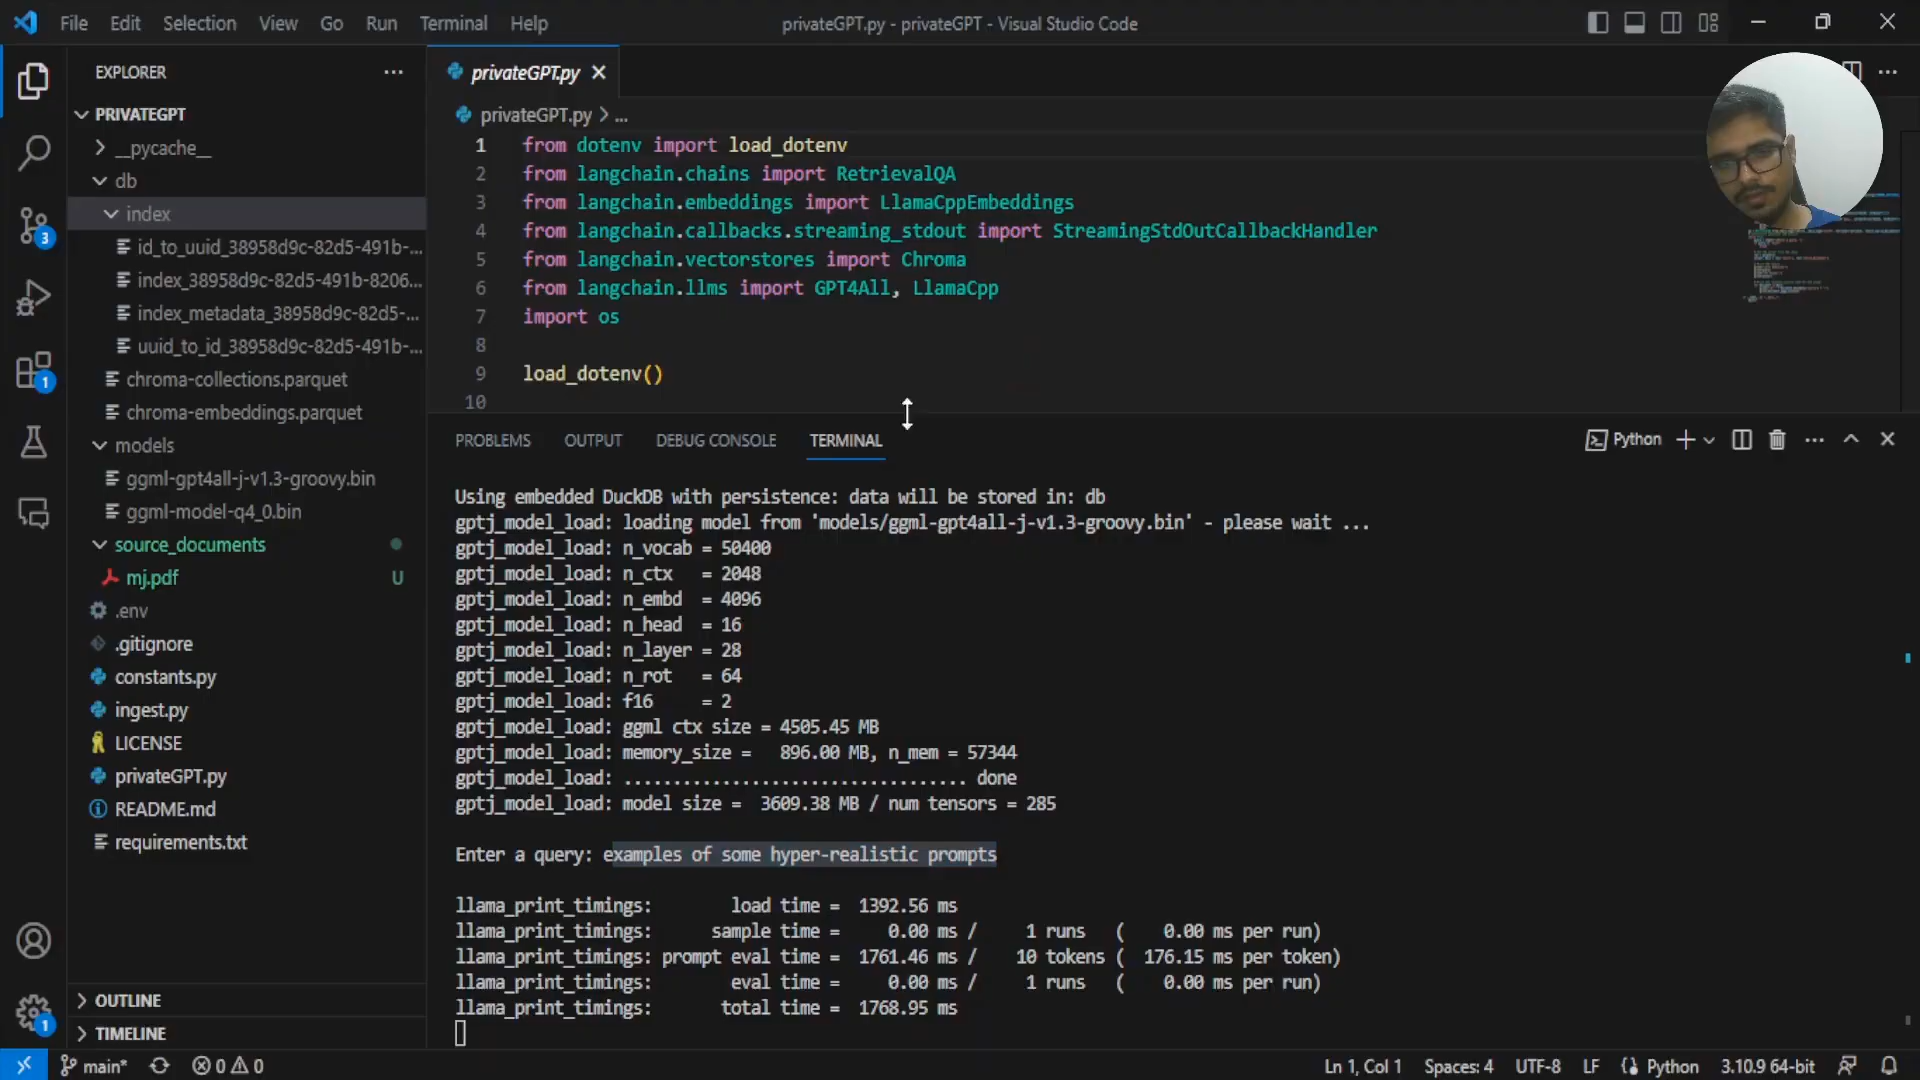 File Edit Selection View Go Run Terminal Help
privateGPT.py - privateGPT - Visual Studio Code
EXPLORER
PRIVATEGPT
__pycache__
db
index
id_to_uuid_38958d9c-82d5-491b-...
index_38958d9c-82d5-491b-8206...
index_metadata_38958d9c-82d5-...
uuid_to_id_38958d9c-82d5-491b-...
chroma-collections.parquet
chroma-embeddings.parquet
models
ggml-gpt4all-j-v1.3-groovy.bin
ggml-model-q4_0.bin
source_documents
mj.pdf U
.env
.gitignore
constants.py
ingest.py
LICENSE
privateGPT.py
README.md
requirements.txt
OUTLINE
TIMELINE
3
1
1
privateGPT.py
privateGPT.py > ...
1 from dotenv import load_dotenv
2 from langchain.chains import RetrievalQA
3 from langchain.embeddings import LlamaCppEmbeddings
4 from langchain.callbacks.streaming_stdout import StreamingStdOutCallbackHandler
5 from langchain.vectorstores import Chroma
6 from langchain.llms import GPT4All, LlamaCpp
7 import os
8
9 load_dotenv()
10
PROBLEMS OUTPUT DEBUG CONSOLE TERMINAL
Python
Using embedded DuckDB with persistence: data will be stored in: db
gptj_model_load: loading model from 'models/ggml-gpt4all-j-v1.3-groovy.bin' - please wait ...
gptj_model_load: n_vocab = 50400
gptj_model_load: n_ctx = 2048
gptj_model_load: n_embd = 4096
gptj_model_load: n_head = 16
gptj_model_load: n_layer = 28
gptj_model_load: n_rot = 64
gptj_model_load: f16 = 2
gptj_model_load: ggml ctx size = 4505.45 MB
gptj_model_load: memory_size = 896.00 MB, n_mem = 57344
gptj_model_load: ................................... done
gptj_model_load: model size = 3609.38 MB / num tensors = 285
Enter a query: examples of some hyper-realistic prompts
llama_print_timings: load time = 1392.56 ms
llama_print_timings: sample time = 0.00 ms / 1 runs ( 0.00 ms per run)
llama_print_timings: prompt eval time = 1761.46 ms / 10 tokens ( 176.15 ms per token)
llama_print_timings: eval time = 0.00 ms / 1 runs ( 0.00 ms per run)
llama_print_timings: total time = 1768.95 ms
main* 0 0
Ln 1, Col 1 Spaces: 4 UTF-8 LF Python 3.10.9 64-bit